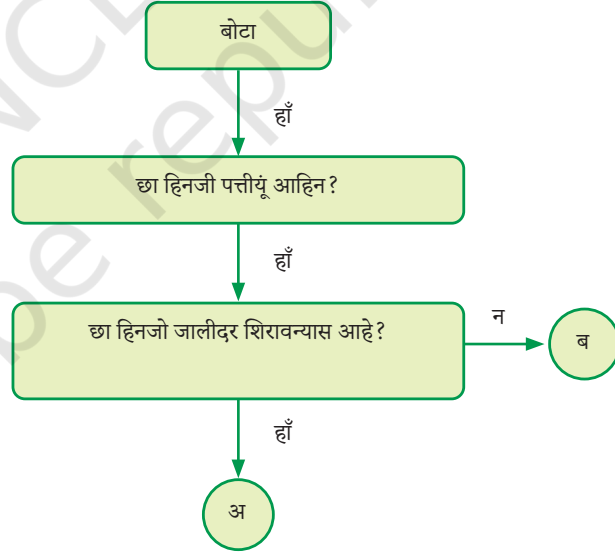 बोटा
हाँ
छा हिनजी पत्तीयूं आहिन?
हाँ
छा हिनजो जालीदर शिरावन्यास आहे?
न
ब
हाँ
अ